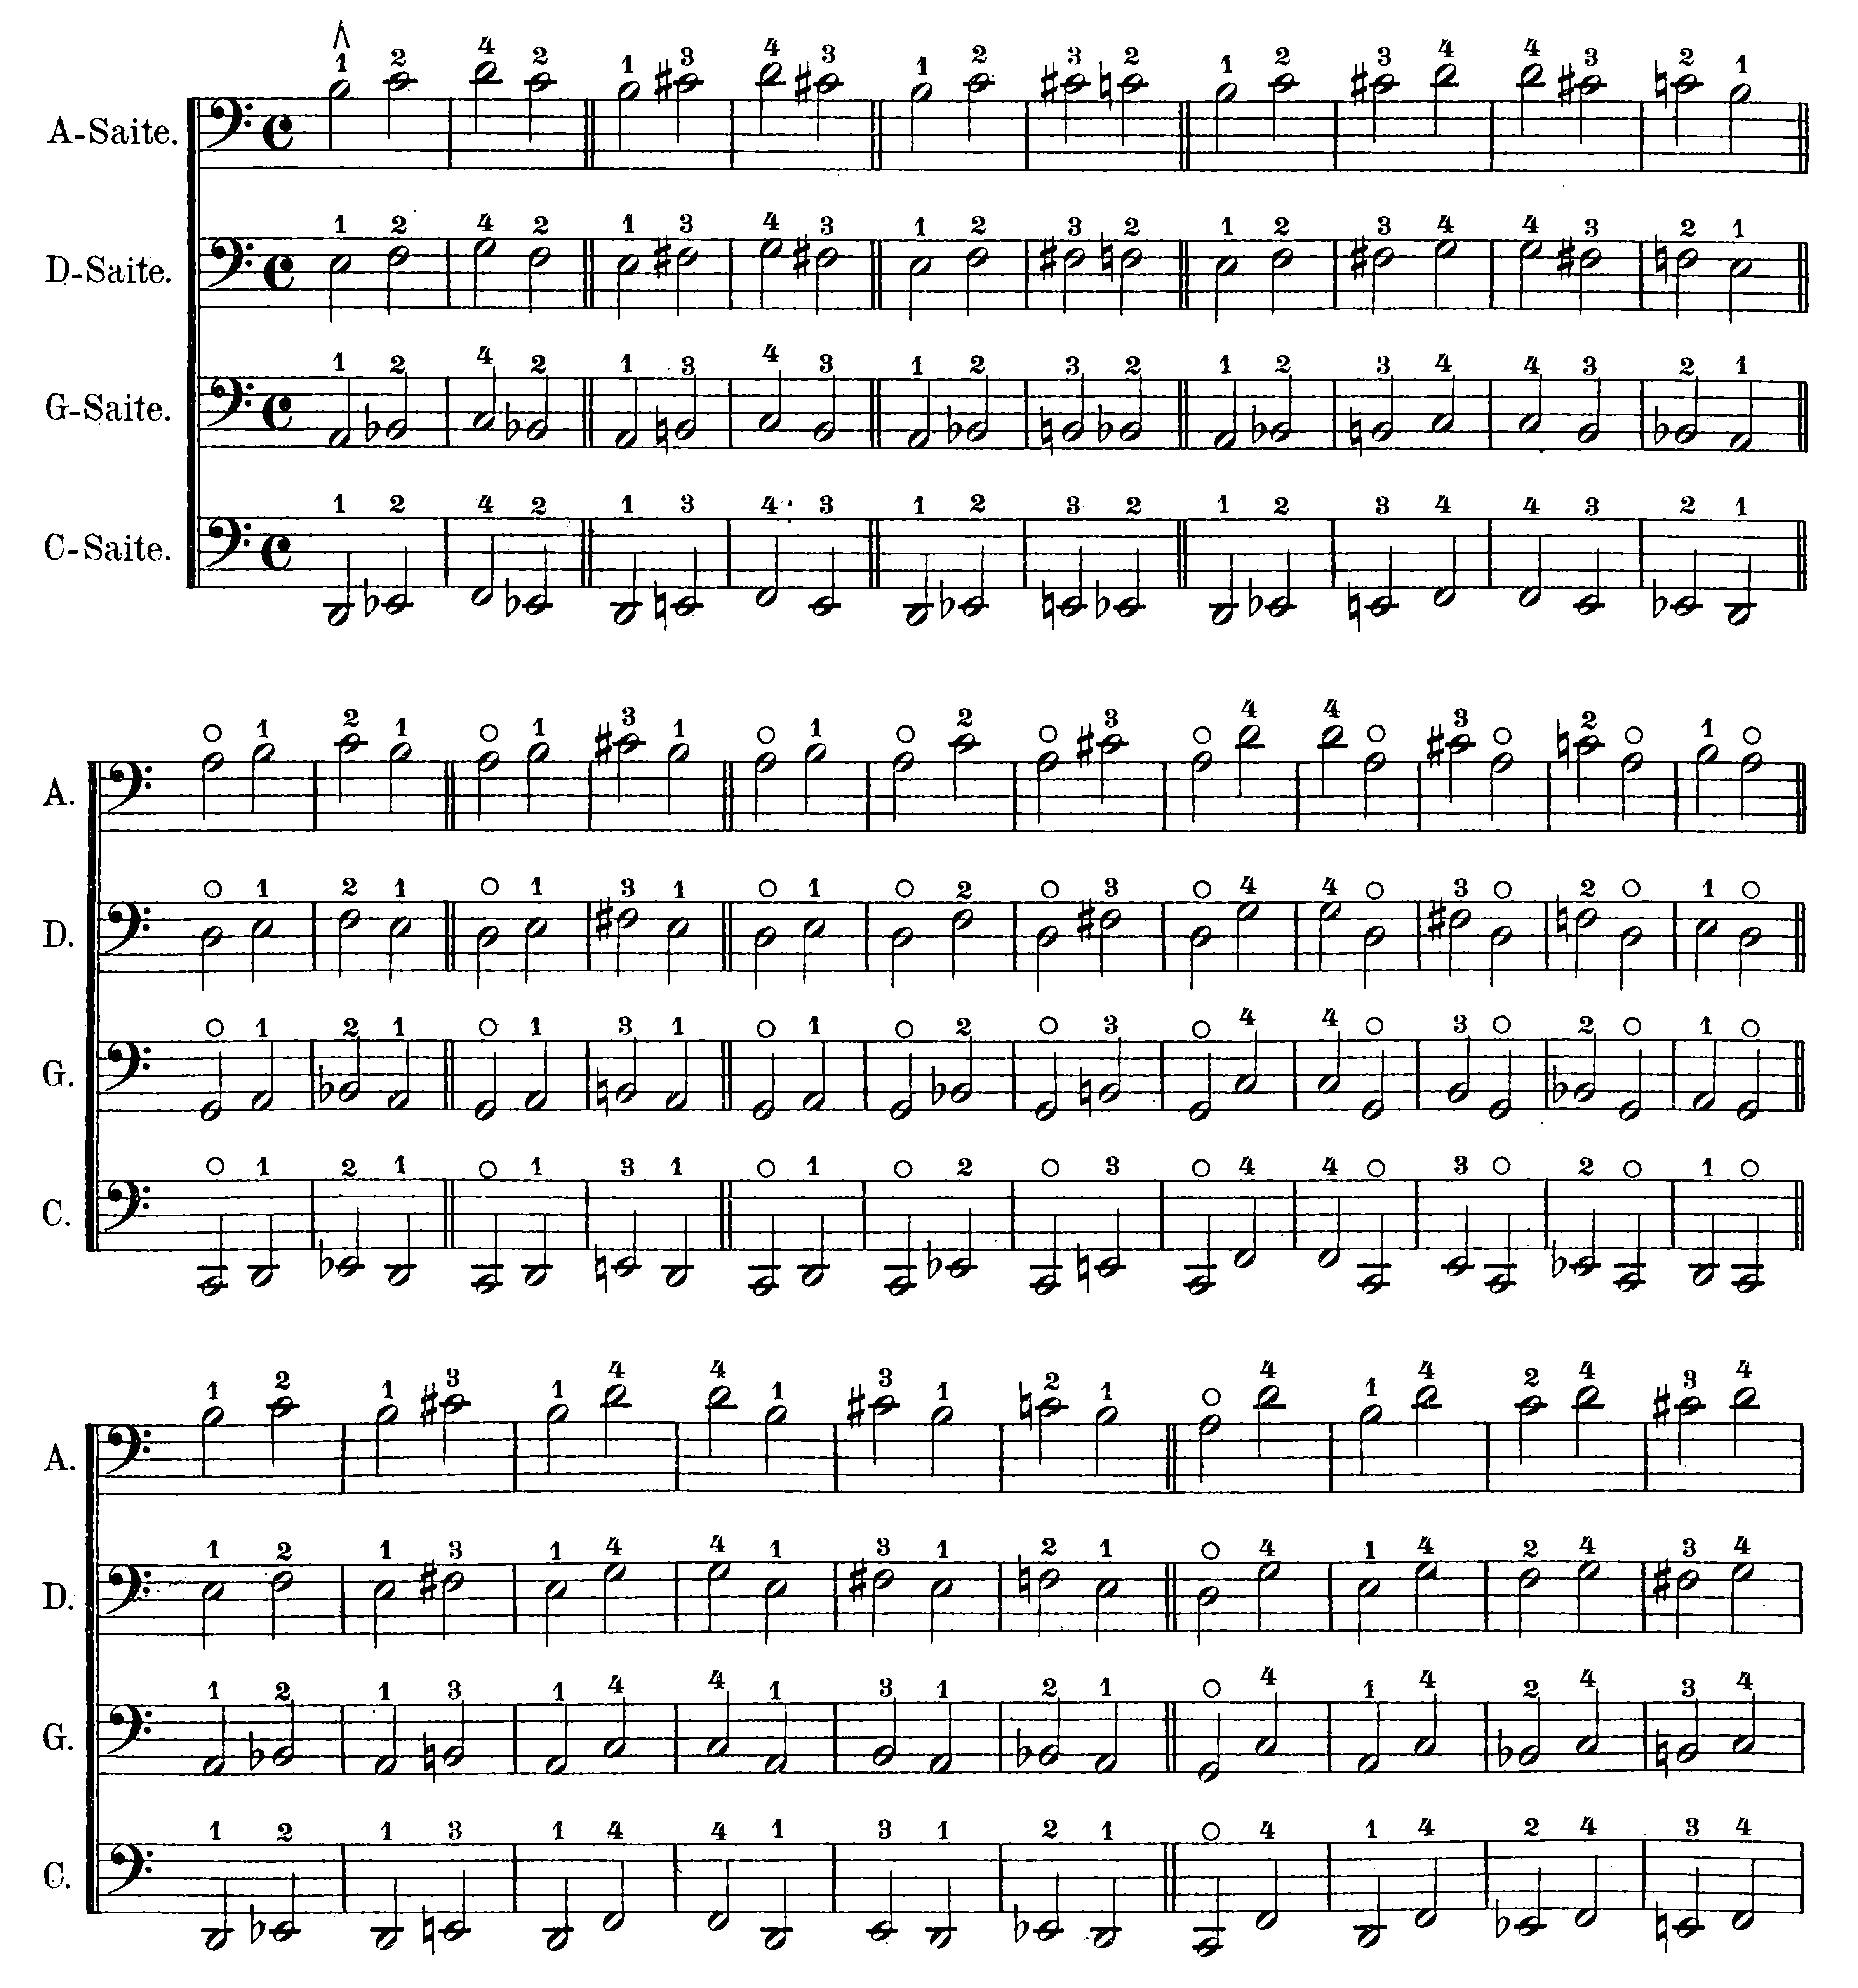 1 2 4 2 1 3 4 3 1 2 3 2 1 2 3 4 4 3 2 1
A-Saite.
1 2 4 2 1 3 4 3 1 2 3 2 1 2 3 4 4 3 2 1
D-Saite.
1 2 4 2 1 3 4 3 1 2 3 2 1 2 3 4 4 3 2 1
G-Saite.
1 2 4 2 1 3 4 3 1 2 3 2 1 2 3 4 4 3 2 1
C-Saite.
○ 1 2 1 ○ 1 3 1 ○ 1 ○ 2 ○ 3 ○ 4 4 ○ 3 ○ 2 ○ 1 ○
A.
○ 1 2 1 ○ 1 3 1 ○ 1 ○ 2 ○ 3 ○ 4 4 ○ 3 ○ 2 ○ 1 ○
D.
○ 1 2 1 ○ 1 3 1 ○ 1 ○ 2 ○ 3 ○ 4 4 ○ 3 ○ 2 ○ 1 ○
G.
○ 1 2 1 ○ 1 3 1 ○ 1 ○ 2 ○ 3 ○ 4 4 ○ 3 ○ 2 ○ 1 ○
C.
1 2 1 3 1 4 4 1 3 1 2 1 ○ 4 1 4 2 4 3 4
A.
1 2 1 3 1 4 4 1 3 1 2 1 ○ 4 1 4 2 4 3 4
D.
1 2 1 3 1 4 4 1 3 1 2 1 ○ 4 1 4 2 4 3 4
G.
1 2 1 3 1 4 4 1 3 1 2 1 ○ 4 1 4 2 4 3 4
C.